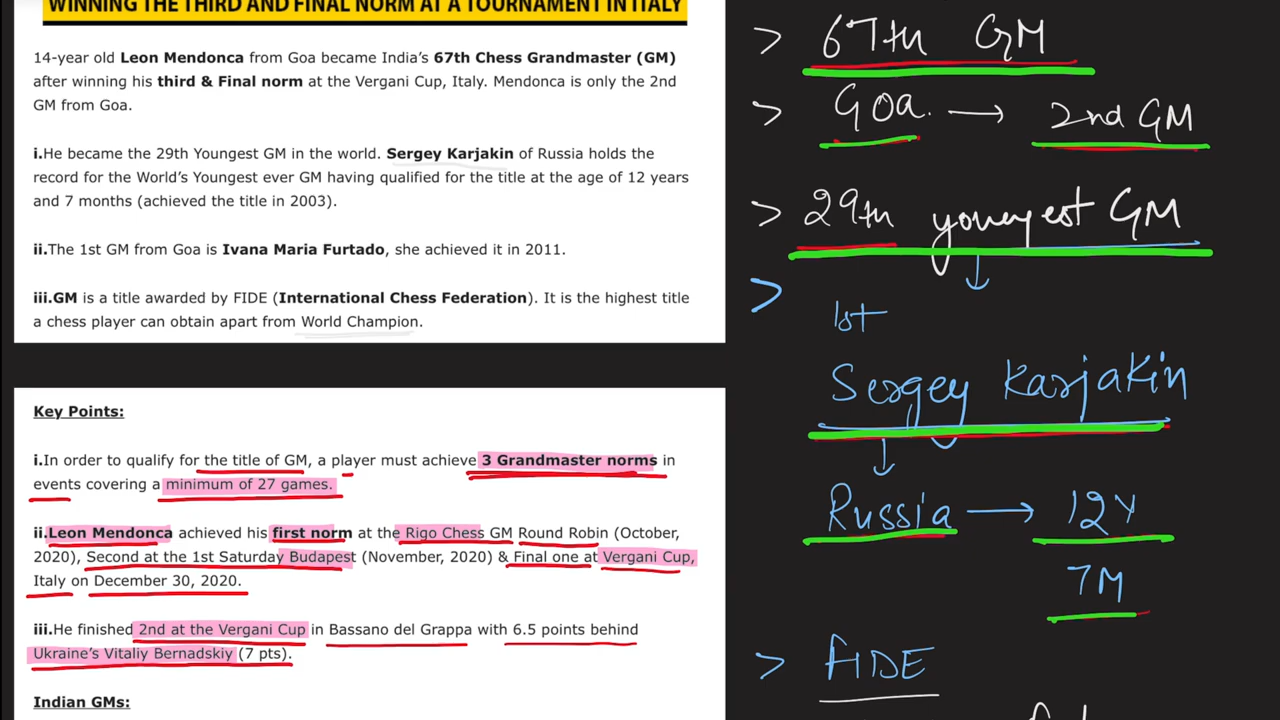 WINNING THE THIRD AND FINAL NORM AT A TOURNAMENT IN ITALY
14-year old Leon Mendonca from Goa became India's 67th Chess Grandmaster (GM)
after winning his third & Final norm at the Vergani Cup, Italy. Mendonca is only the 2nd
GM from Goa.
i.He became the 29th Youngest GM in the world. Sergey Karjakin of Russia holds the
record for the World's Youngest ever GM having qualified for the title at the age of 12 years
and 7 months (achieved the title in 2003).
ii.The 1st GM from Goa is Ivana Maria Furtado, she achieved it in 2011.
iii.GM is a title awarded by FIDE (International Chess Federation). It is the highest title
a chess player can obtain apart from World Champion.
Key Points:
i.In order to qualify for the title of GM, a player must achieve 3 Grandmaster norms in
events covering a minimum of 27 games.
ii.Leon Mendonca achieved his first norm at the Rigo Chess GM Round Robin (October,
2020), Second at the 1st Saturday Budapest (November, 2020) & Final one at Vergani Cup,
Italy on December 30, 2020.
iii.He finished 2nd at the Vergani Cup in Bassano del Grappa with 6.5 points behind
Ukraine's Vitaliy Bernadskiy (7 pts).
Indian GMs:
> 67th GM
> Goa. → 2nd GM
> 29th youngest GM
>
1st
Sergey Karjakin
Russia → 12Y
7M
> FIDE